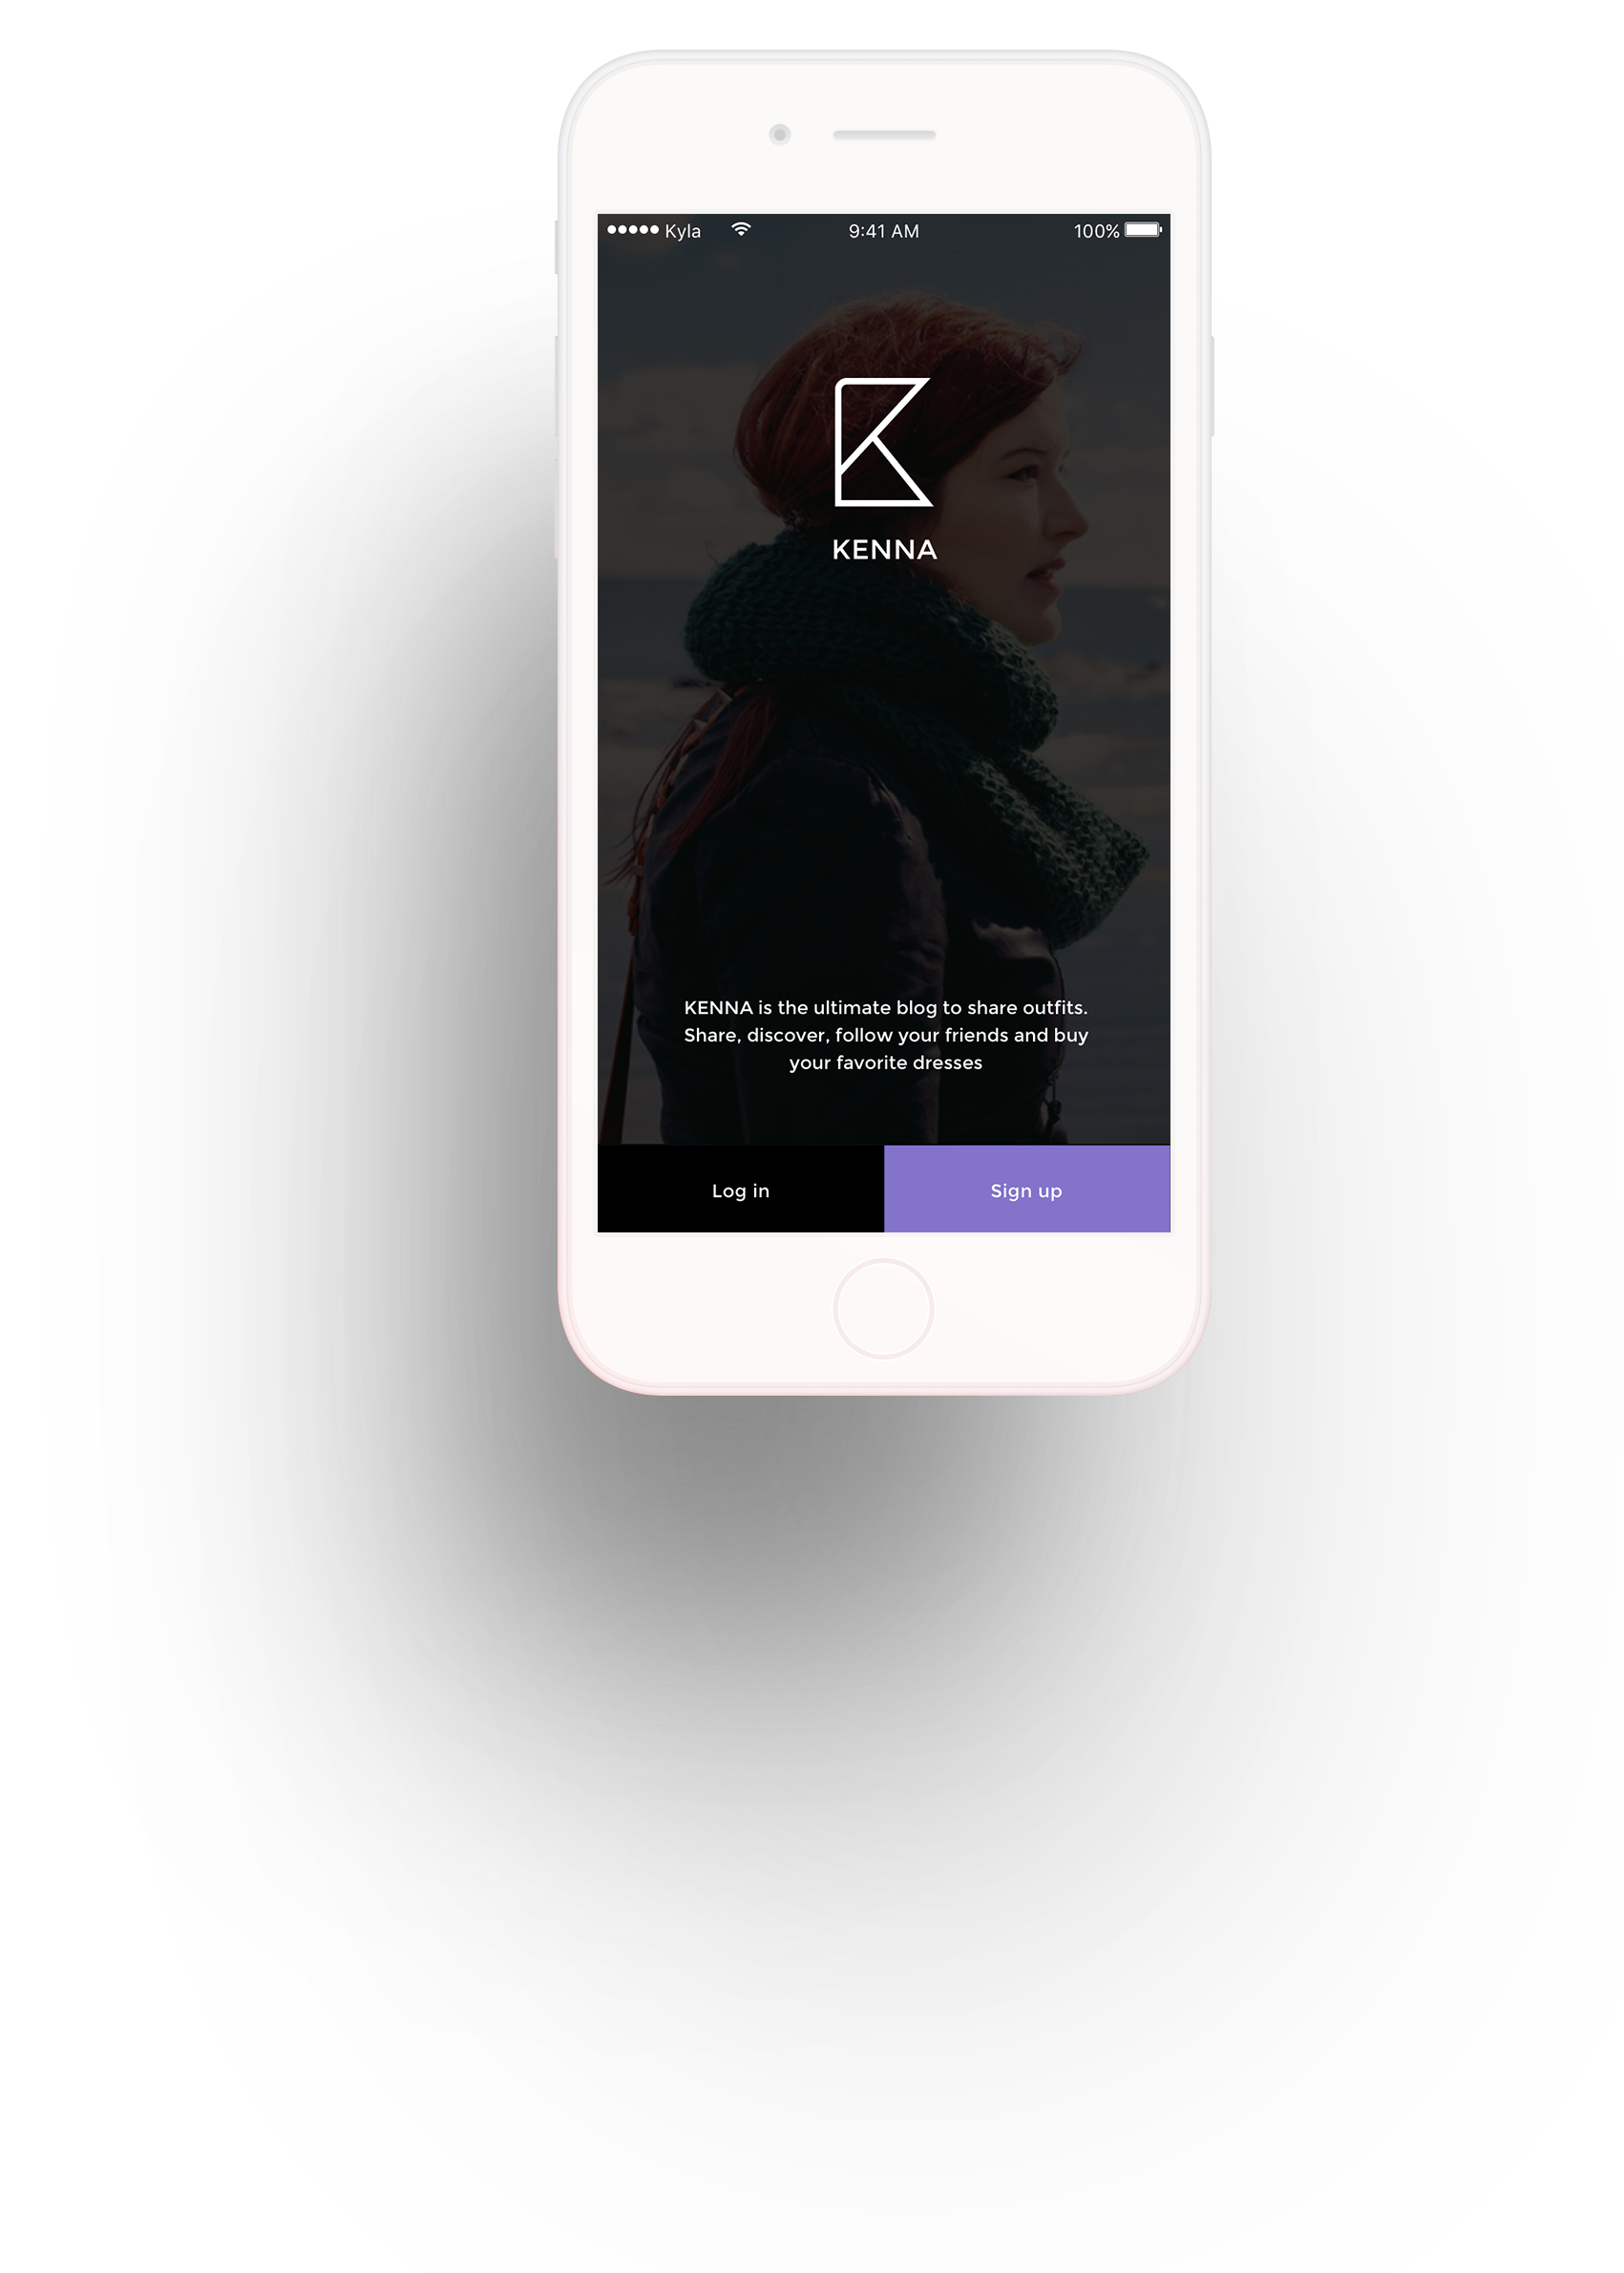 Kyla 9:41 AM 100%
KENNA
KENNA is the ultimate blog to share outfits.
Share, discover, follow your friends and buy
your favorite dresses
Log in Sign up